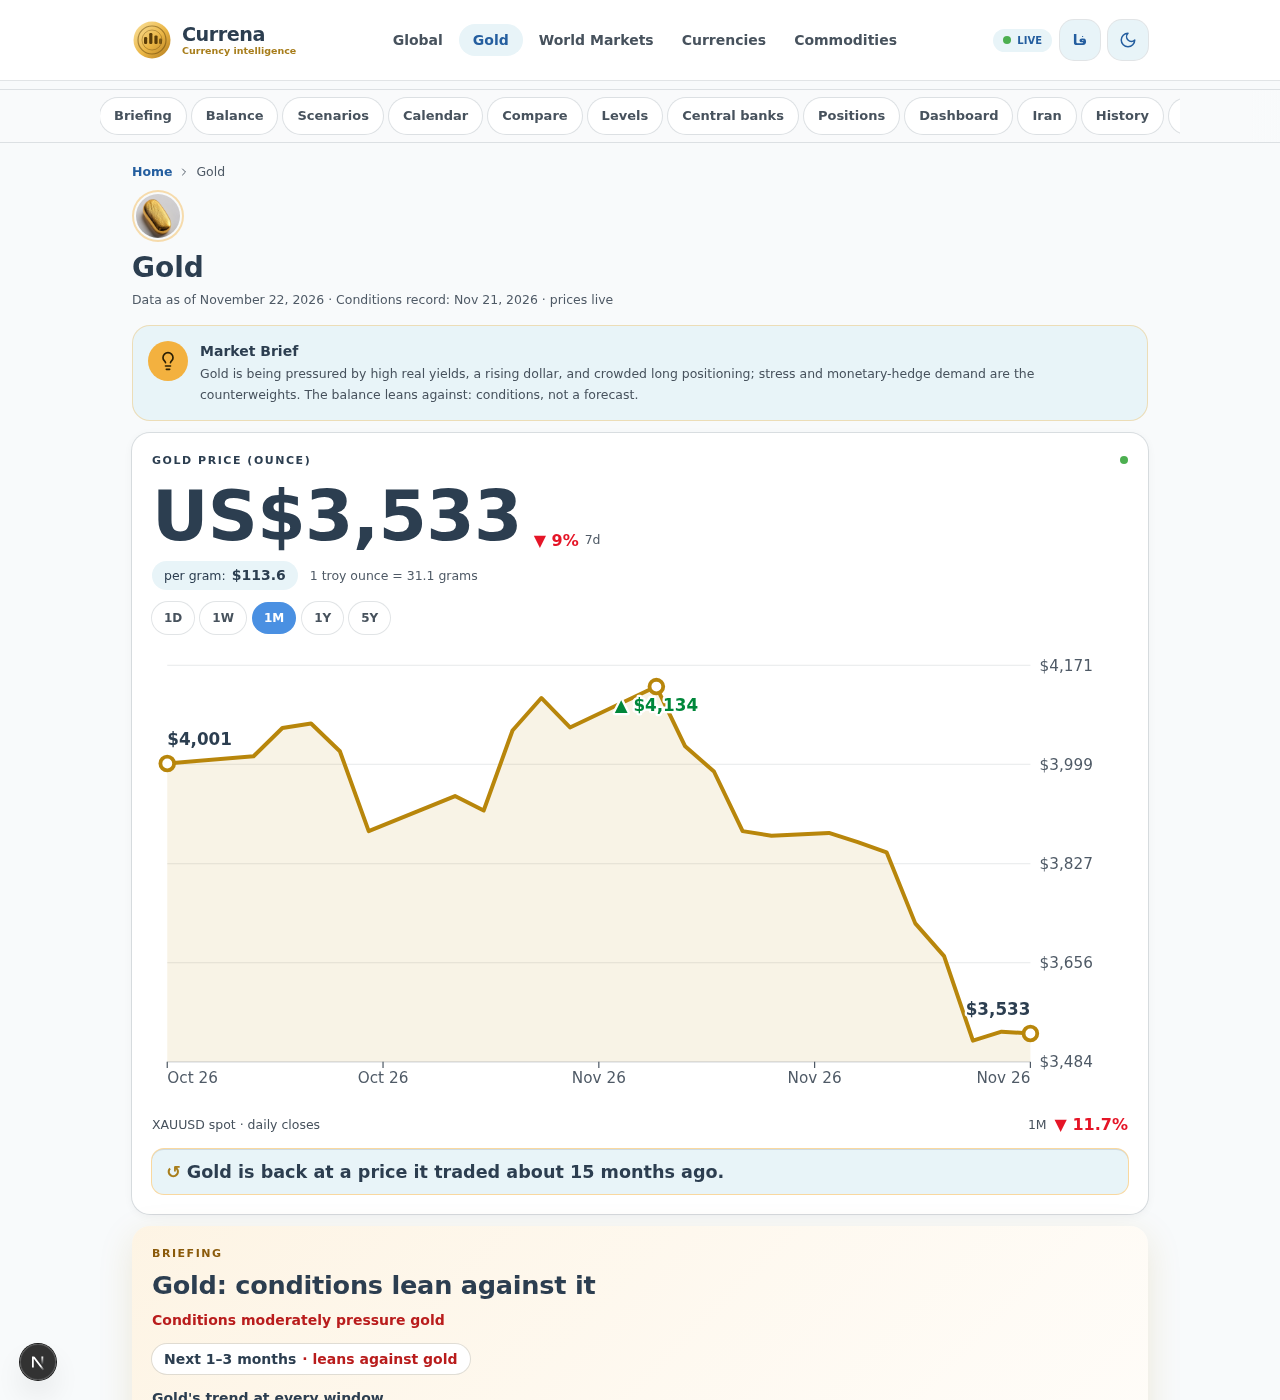 Currena
Currency intelligence
Global
Gold
World Markets
Currencies
Commodities
LIVE
فا
Briefing
Balance
Scenarios
Calendar
Compare
Levels
Central banks
Positions
Dashboard
Iran
History
Home › Gold
Gold
Data as of November 22, 2026 · Conditions record: Nov 21, 2026 · prices live
Market Brief
Gold is being pressured by high real yields, a rising dollar, and crowded long positioning; stress and monetary-hedge demand are the
counterweights. The balance leans against: conditions, not a forecast.
GOLD PRICE (OUNCE)
US$3,533 ▼ 9% 7d
per gram: $113.6 1 troy ounce = 31.1 grams
1D 1W 1M 1Y 5Y
$4,171
▲ $4,134
$4,001
$3,999
$3,827
$3,656
$3,533
$3,484
Oct 26 Oct 26 Nov 26 Nov 26 Nov 26
XAUUSD spot · daily closes 1M ▼ 11.7%
↺ Gold is back at a price it traded about 15 months ago.
BRIEFING
Gold: conditions lean against it
Conditions moderately pressure gold
Next 1–3 months · leans against gold
Gold's trend at every window
N